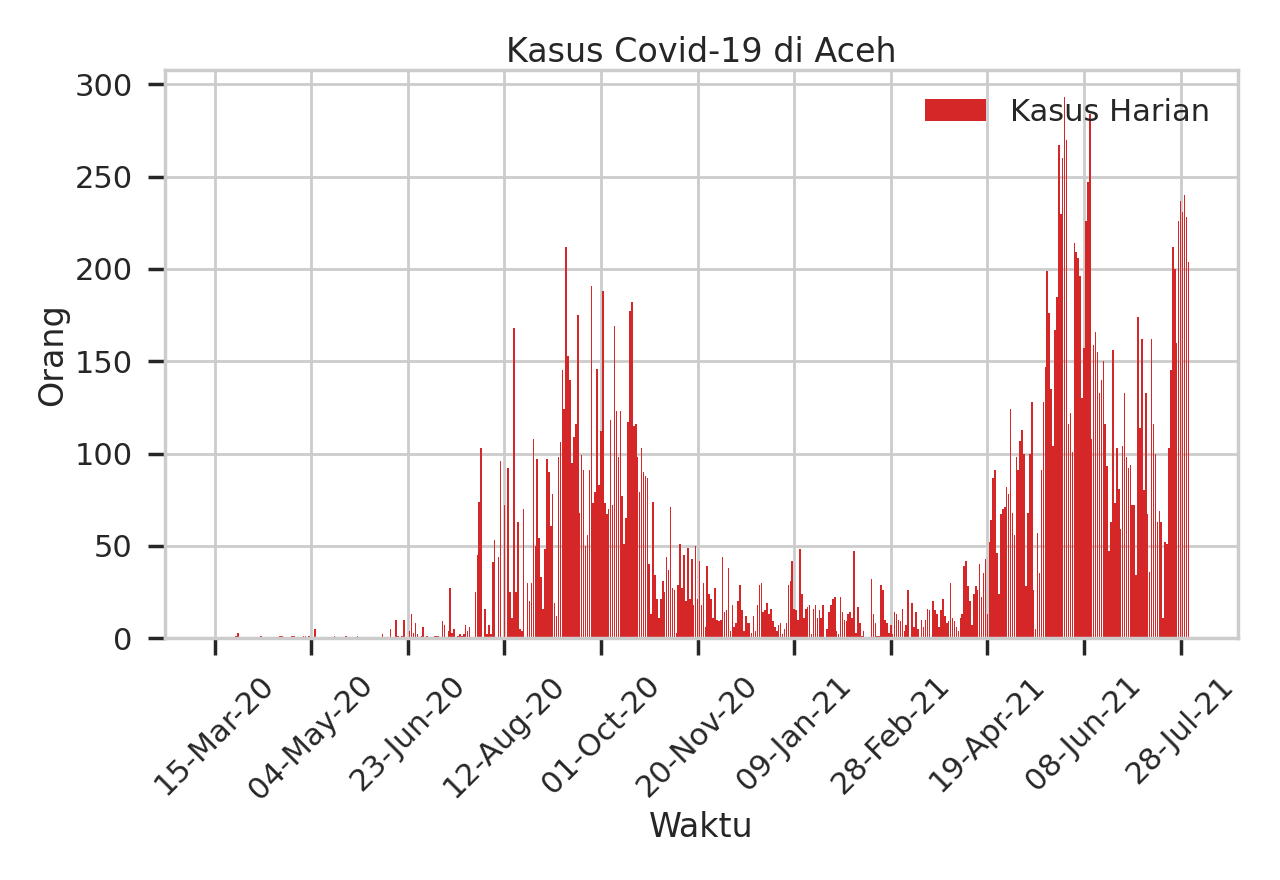 Kasus Covid-19 di Aceh
Kasus Harian
Orang
300
250
200
150
100
50
0
15-Mar-20
04-May-20
23-Jun-20
12-Aug-20
01-Oct-20
20-Nov-20
09-Jan-21
28-Feb-21
19-Apr-21
08-Jun-21
28-Jul-21
Waktu